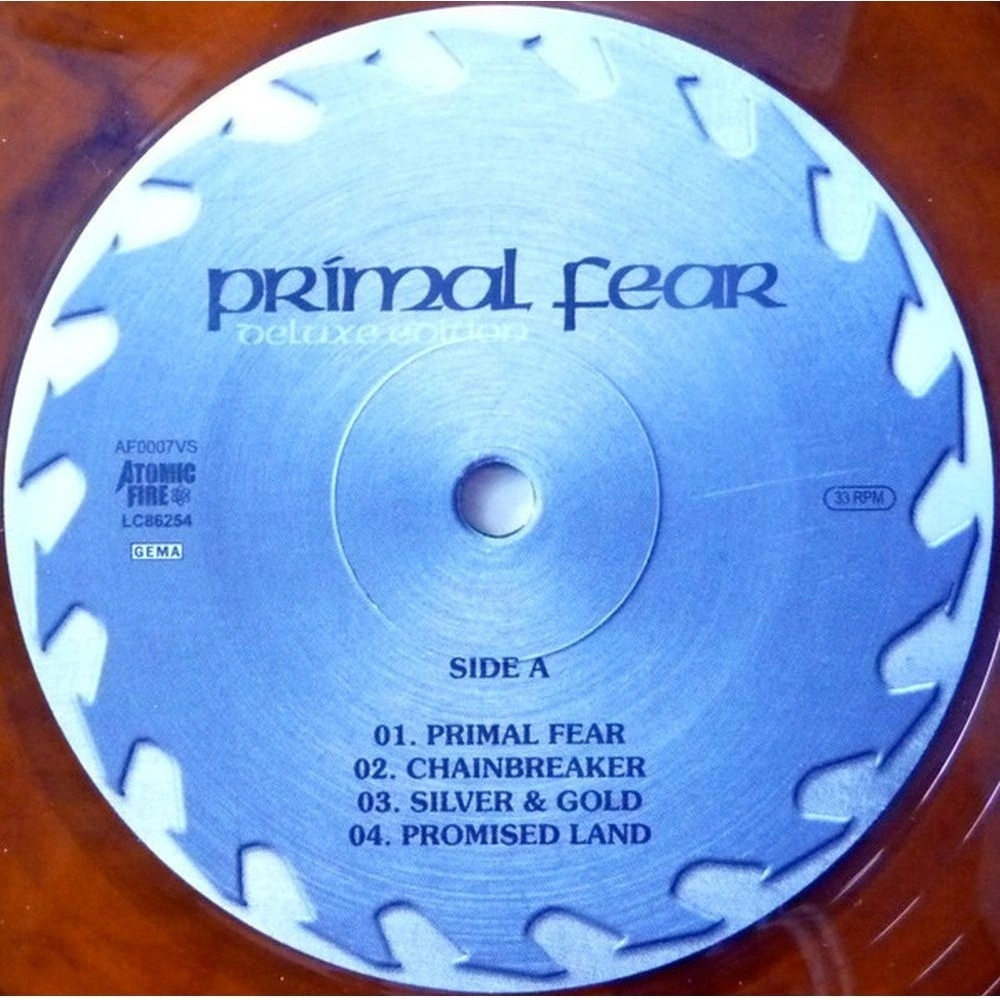 primal fear
deluxe edition
AF0007VS
ATOMIC
FIRE
LC86254
GEMA
33 RPM
SIDE A
01. PRIMAL FEAR
02. CHAINBREAKER
03. SILVER & GOLD
04. PROMISED LAND